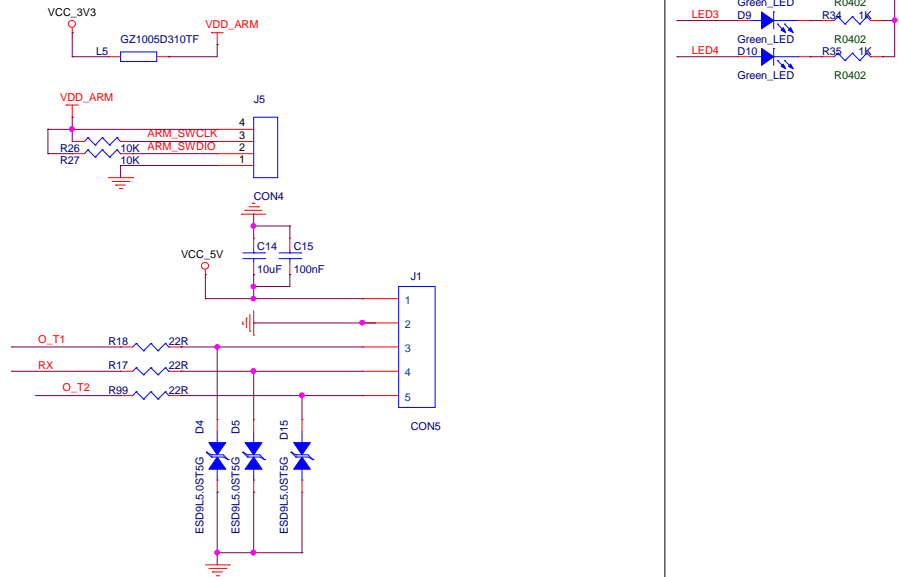 VCC_3V3
VDD_ARM
GZ1005D310TF
L5
VDD_ARM
J5
4
ARM_SWCLK 3
R26 10K ARM_SWDIO 2
R27 10K 1
CON4
C14 C15
VCC_5V
10uF 100nF
J1
1
2
O_T1 R18 22R 3
RX R17 22R 4
O_T2 R99 22R 5
CON5
D4 D5 D15
ESD9L5.0ST5G ESD9L5.0ST5G ESD9L5.0ST5G
Green_LED R0402
LED3 D9 R34 1K
Green_LED R0402
LED4 D10 R35 1K
Green_LED R0402